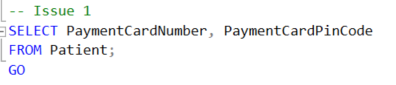 -- Issue 1
SELECT PaymentCardNumber, PaymentCardPinCode
FROM Patient;
GO